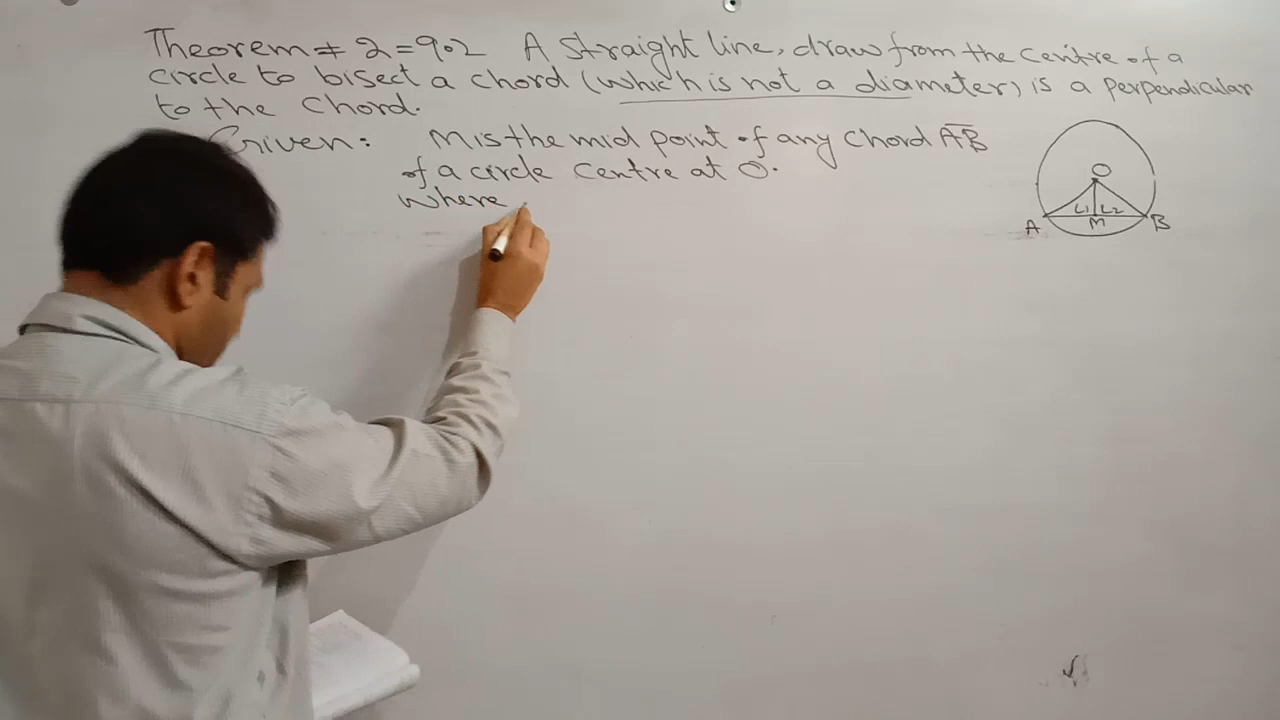 Theorem # 2 = 9.2 A straight line, draw from the centre of a
circle to bisect a chord (which is not a diameter) is a perpendicular
to the chord.
Given: M is the mid point of any chord AB
of a circle centre at O.
where
O
L1 L2
A M B